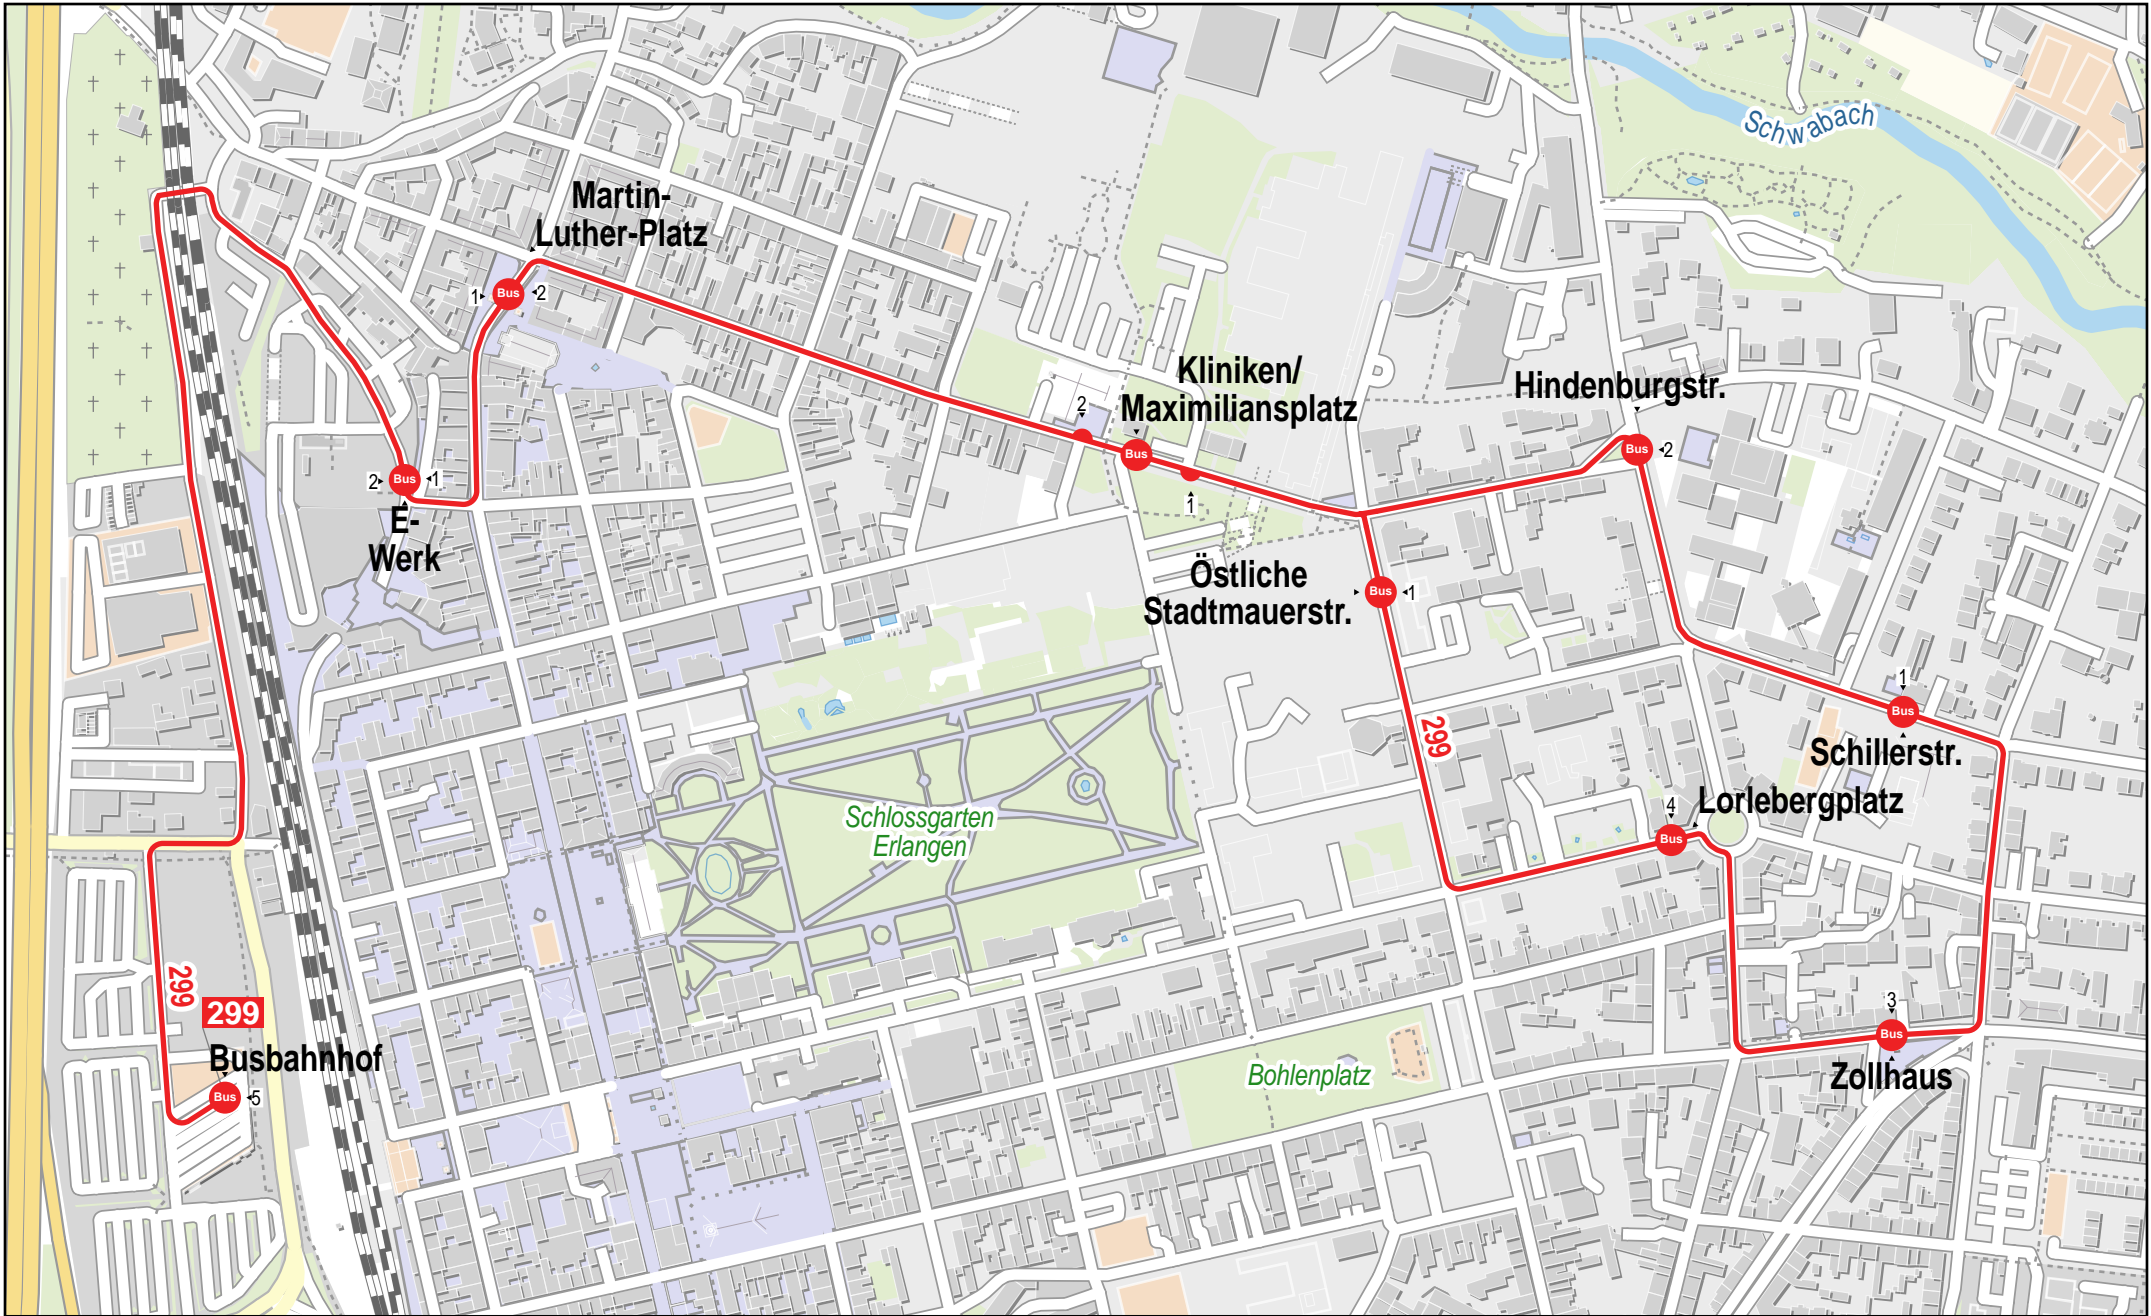 Schwabach
Martin-
Luther-Platz
1
Bus
2
Kliniken/
Maximiliansplatz
2
Bus
1
Hindenburgstr.
Bus
2
2
Bus
1
E-
Werk
Östliche
Stadtmauerstr.
Bus
1
299
1
Bus
Schillerstr.
4
Lorlebergplatz
Bus
Schlossgarten
Erlangen
299
299
Busbahnhof
Bus
5
3
Bus
Zollhaus
Bohlenplatz